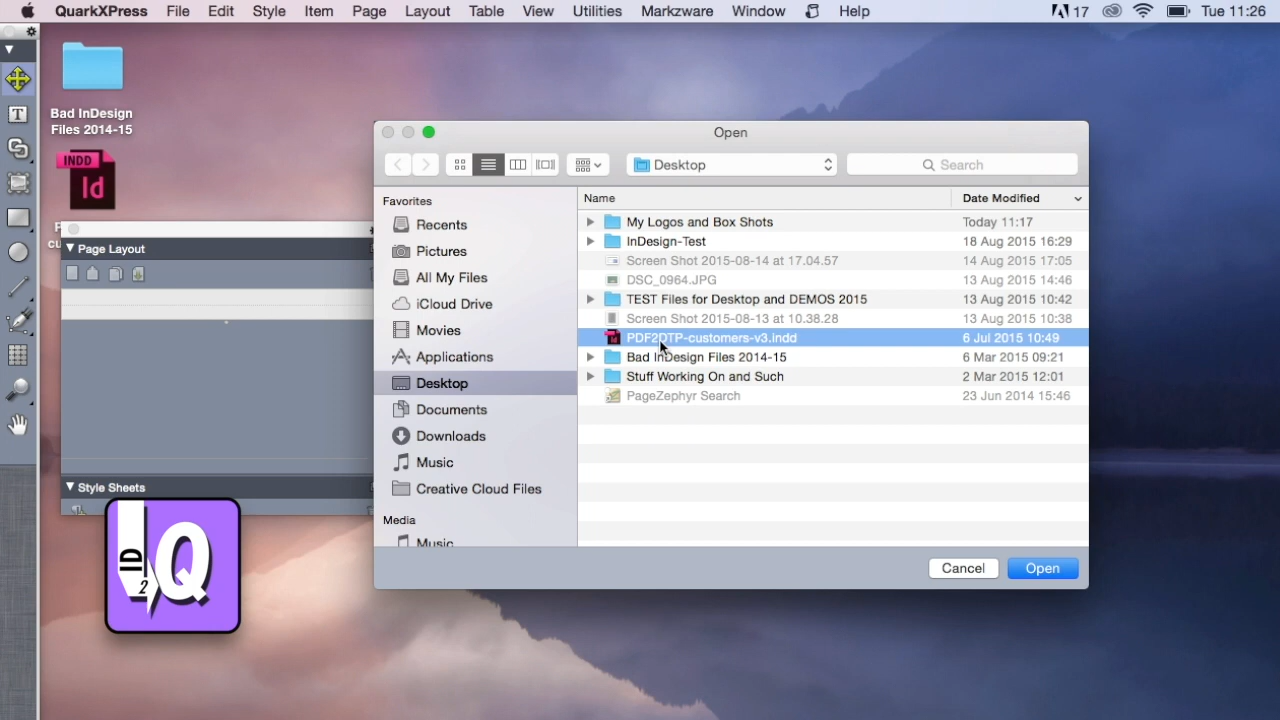 QuarkXPress File Edit Style Item Page Layout Table View Utilities Markzware Window Help 17 Tue 11:26
Bad InDesign
Files 2014-15
INDD
Id
Page Layout
Style Sheets
ID
2
Q
Open
Desktop
Search
Favorites
Recents
Pictures
All My Files
iCloud Drive
Movies
Applications
Desktop
Documents
Downloads
Music
Creative Cloud Files
Media
Music
Name Date Modified
My Logos and Box Shots Today 11:17
InDesign-Test 18 Aug 2015 16:29
Screen Shot 2015-08-14 at 17.04.57 14 Aug 2015 17:05
DSC_0964.JPG 13 Aug 2015 14:46
TEST Files for Desktop and DEMOS 2015 13 Aug 2015 10:42
Screen Shot 2015-08-13 at 10.38.28 13 Aug 2015 10:38
PDF2DTP-customers-v3.indd 6 Jul 2015 10:49
Bad InDesign Files 2014-15 6 Mar 2015 09:21
Stuff Working On and Such 2 Mar 2015 12:01
PageZephyr Search 23 Jun 2014 15:46
Cancel Open